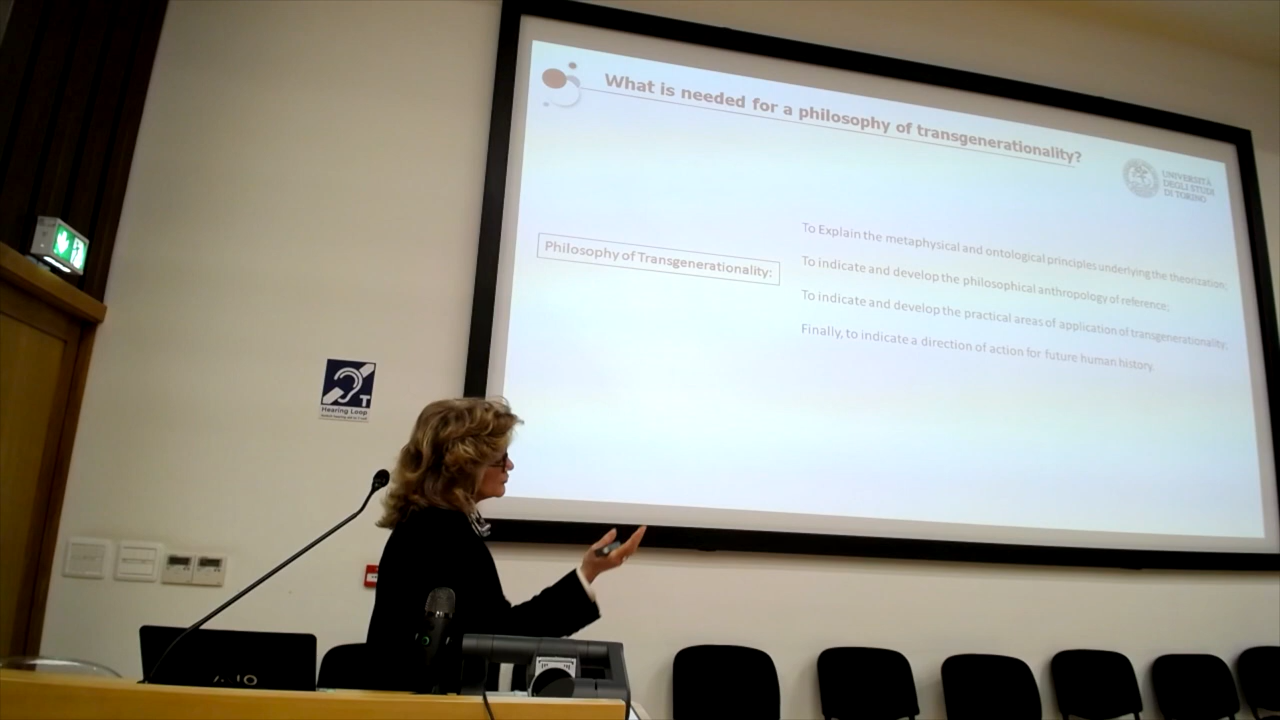 What is needed for a philosophy of transgenerationality?
UNIVERSITÀ
DEGLI STUDI
DI TORINO
Philosophy of Transgenerationality:
To Explain the metaphysical and ontological principles underlying the theorization;
To indicate and develop the philosophical anthropology of reference;
To indicate and develop the practical areas of application of transgenerationality;
Finally, to indicate a direction of action for future human history.
T
Hearing Loop